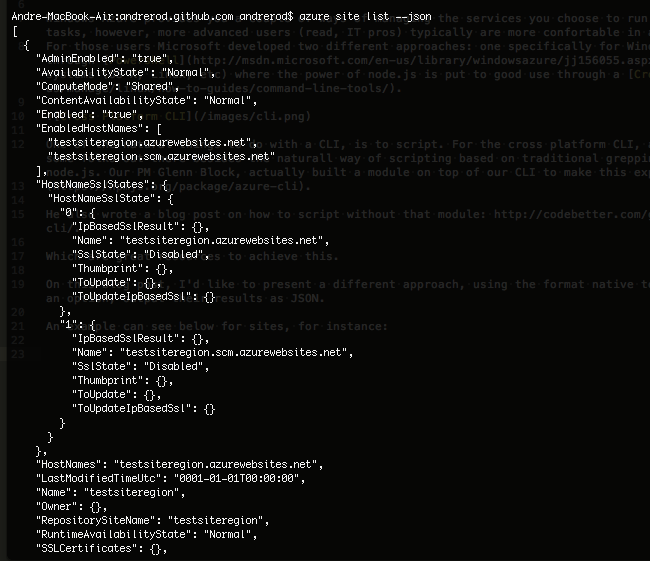 Andre-MacBook-Air:andrerod.github.com andrerod$ azure site list --json
[
  {
    "AdminEnabled": "true",
    "AvailabilityState": "Normal",
    "ComputeMode": "Shared",
    "ContentAvailabilityState": "Normal",
    "Enabled": "true",
    "EnabledHostNames": [
      "testsiteregion.azurewebsites.net",
      "testsiteregion.scm.azurewebsites.net"
    ],
    "HostNameSslStates": {
      "HostNameSslState": {
        "0": {
          "IpBasedSslResult": {},
          "Name": "testsiteregion.azurewebsites.net",
          "SslState": "Disabled",
          "Thumbprint": {},
          "ToUpdate": {},
          "ToUpdateIpBasedSsl": {}
        },
        "1": {
          "IpBasedSslResult": {},
          "Name": "testsiteregion.scm.azurewebsites.net",
          "SslState": "Disabled",
          "Thumbprint": {},
          "ToUpdate": {},
          "ToUpdateIpBasedSsl": {}
        }
      }
    },
    "HostNames": "testsiteregion.azurewebsites.net",
    "LastModifiedTimeUtc": "0001-01-01T00:00:00",
    "Name": "testsiteregion",
    "Owner": {},
    "RepositorySiteName": "testsiteregion",
    "RuntimeAvailabilityState": "Normal",
    "SSLCertificates": {},